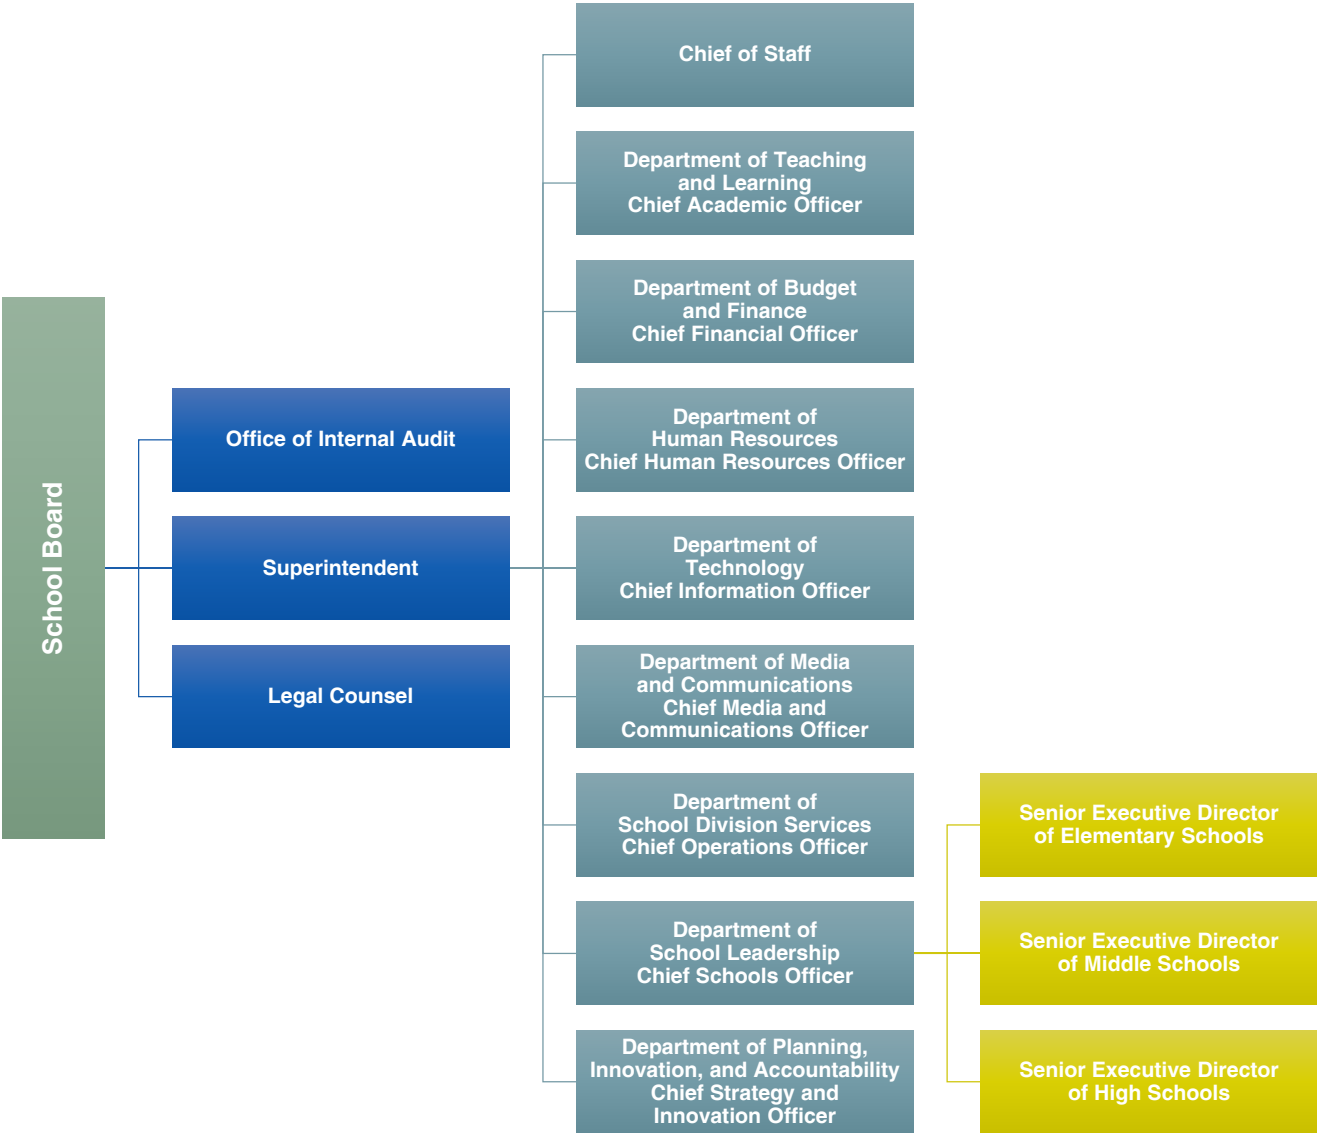 School Board
Office of Internal Audit
Superintendent
Legal Counsel
Chief of Staff
Department of Teaching
and Learning
Chief Academic Officer
Department of Budget
and Finance
Chief Financial Officer
Department of
Human Resources
Chief Human Resources Officer
Department of
Technology
Chief Information Officer
Department of Media
and Communications
Chief Media and
Communications Officer
Department of
School Division Services
Chief Operations Officer
Department of
School Leadership
Chief Schools Officer
Department of Planning,
Innovation, and Accountability
Chief Strategy and
Innovation Officer
Senior Executive Director
of Elementary Schools
Senior Executive Director
of Middle Schools
Senior Executive Director
of High Schools